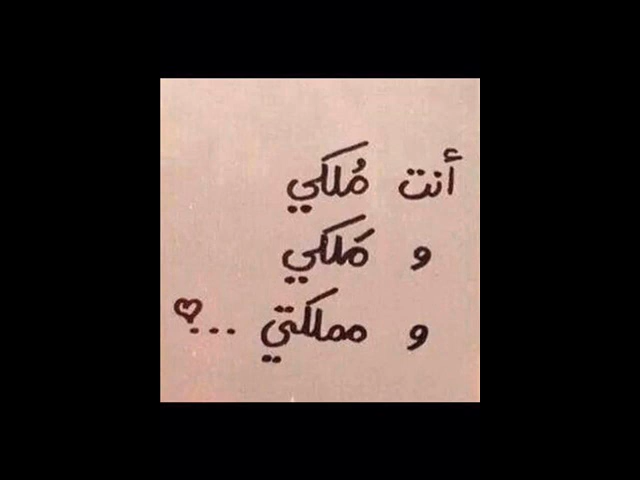 أنت مُلكي
و مَلكي
و مملكتي ...♡